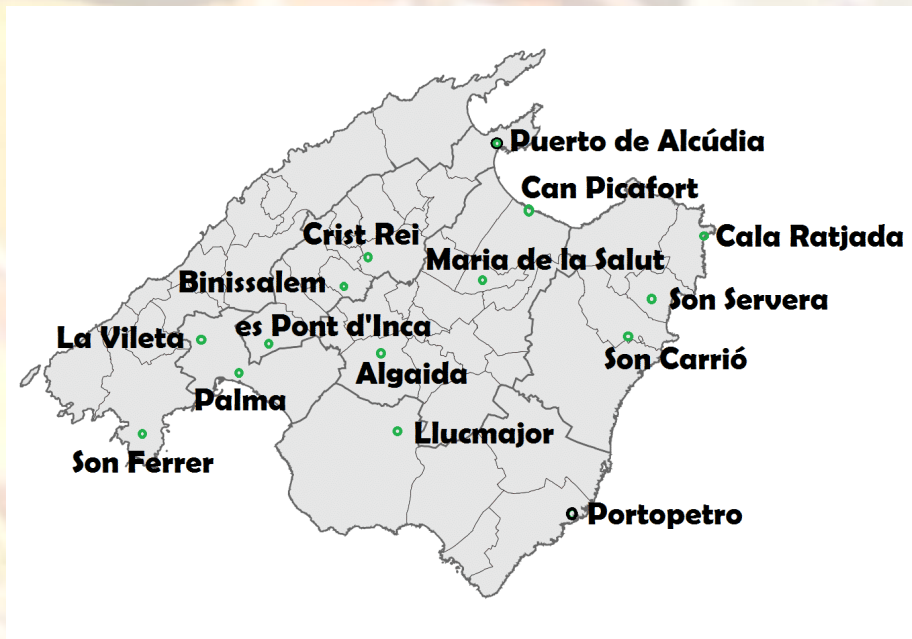 Puerto de Alcúdia
Can Picafort
Crist Rei
Cala Ratjada
Maria de la Salut
Binissalem
Son Servera
es Pont d'Inca
La Vileta
Son Carrió
Algaida
Palma
Llucmajor
Son Ferrer
Portopetro